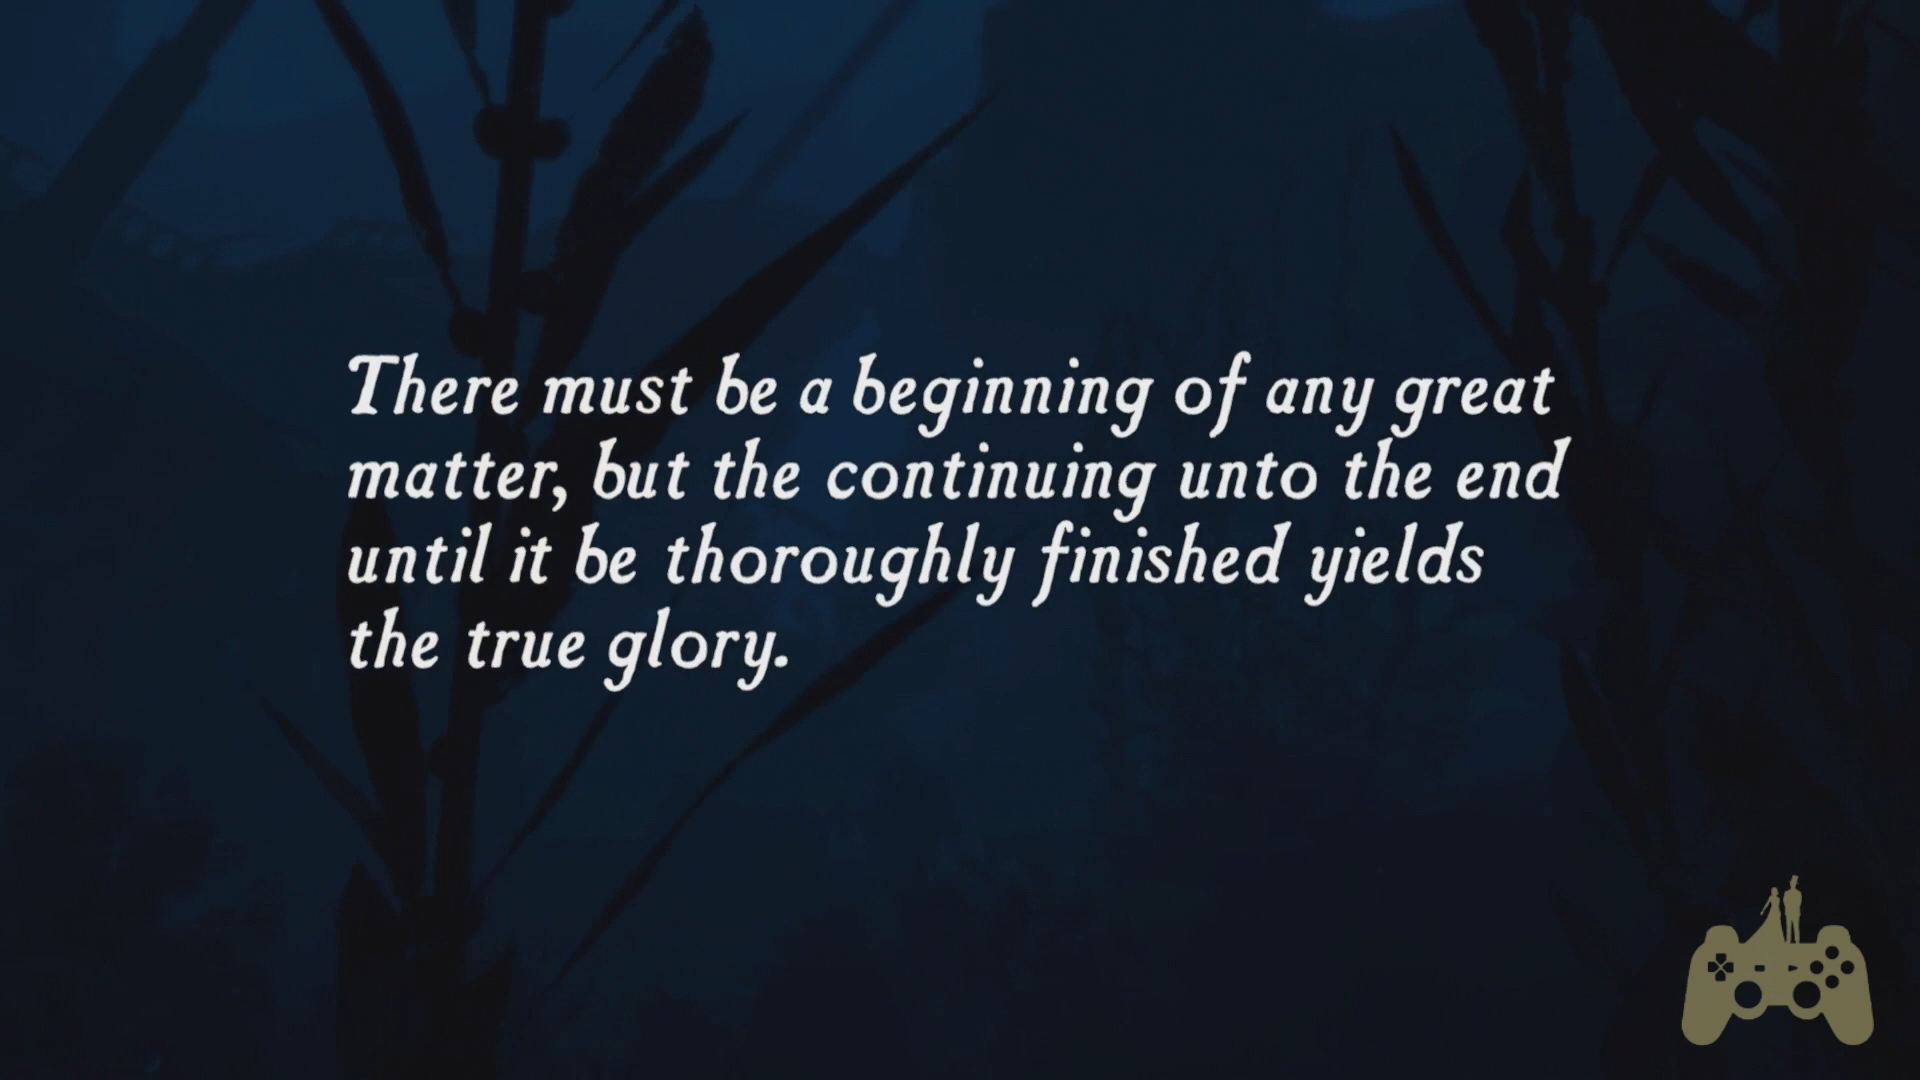 There must be a beginning of any great
matter, but the continuing unto the end
until it be thoroughly finished yields
the true glory.